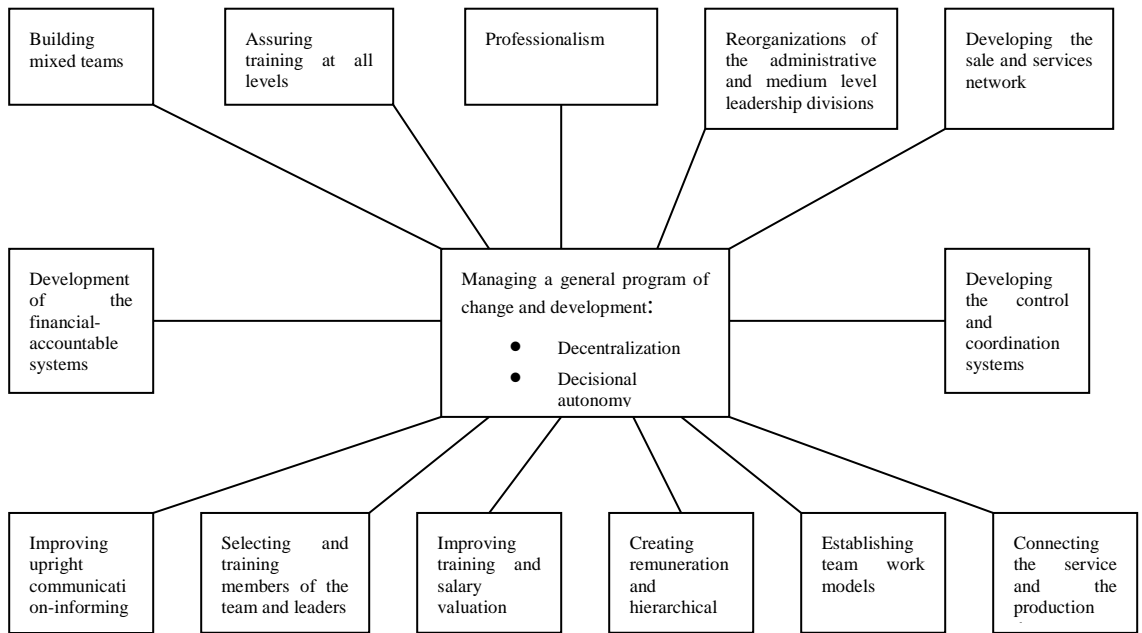 Building
mixed teams
Assuring
training at all
levels
Professionalism
Reorganizations of
the administrative
and medium level
leadership divisions
Developing the
sale and services
network
Development
of the
financial-
accountable
systems
Managing a general program of
change and development:
• Decentralization
• Decisional
autonomy
Developing
the control
and
coordination
systems
Improving
upright
communicati
on-informing
Selecting and
training
members of the
team and leaders
Improving
training and
salary
valuation
Creating
remuneration
and
hierarchical
Establishing
team work
models
Connecting
the service
and the
production